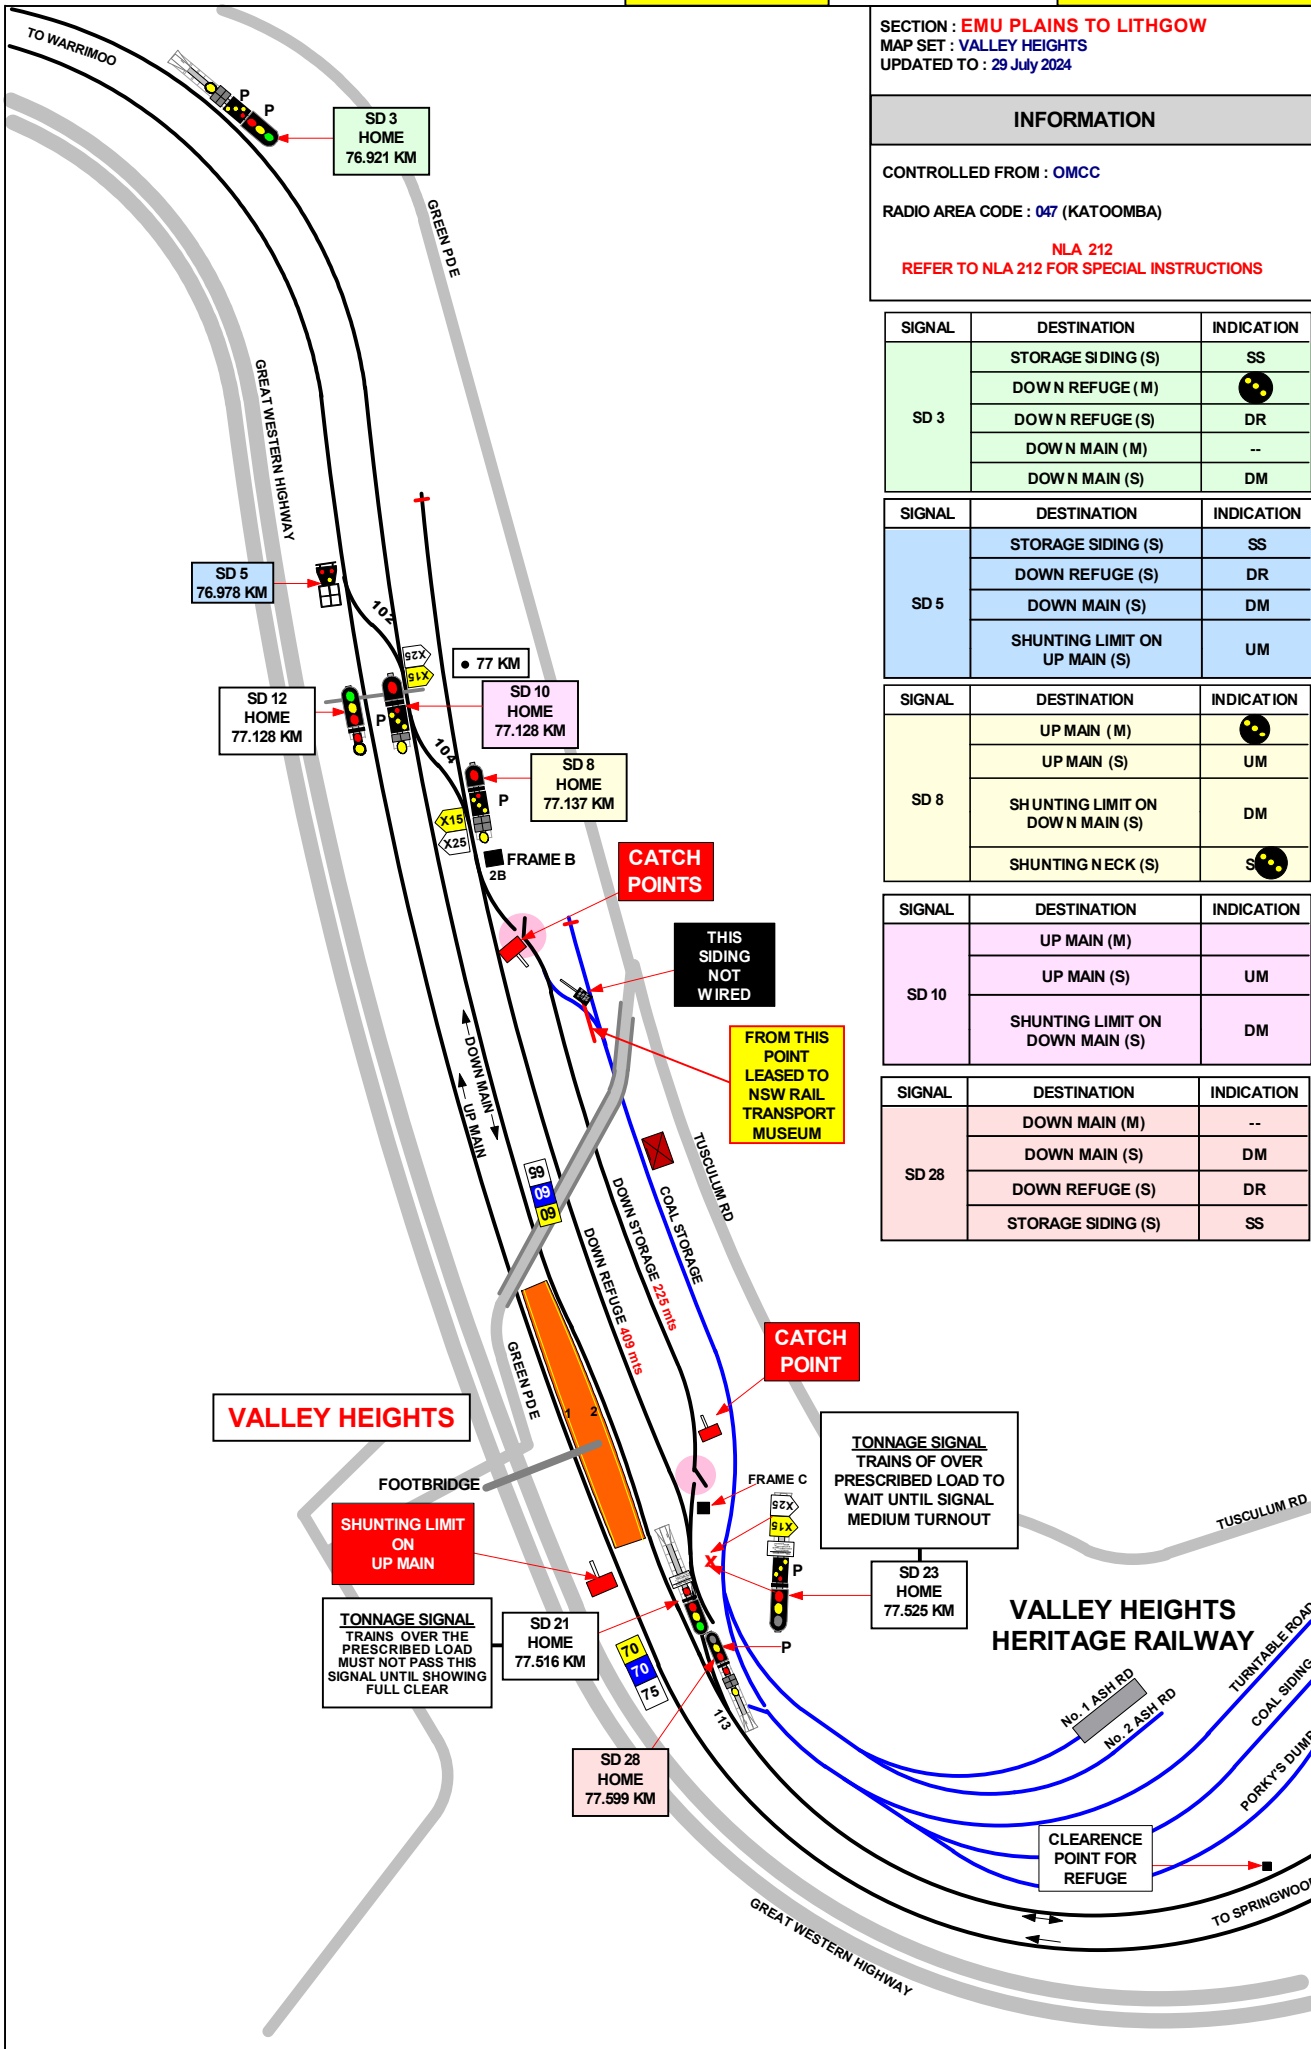 SECTION : EMU PLAINS TO LITHGOW
MAP SET : VALLEY HEIGHTS
UPDATED TO : 29 July 2024
INFORMATION
CONTROLLED FROM : OMCC
RADIO AREA CODE : 047 (KATOOMBA)
NLA 212
REFER TO NLA 212 FOR SPECIAL INSTRUCTIONS
SIGNAL DESTINATION INDICATION
SD 3
STORAGE SIDING (S) SS
DOWN REFUGE (M)
DOWN REFUGE (S) DR
DOWN MAIN (M) --
DOWN MAIN (S) DM
SIGNAL DESTINATION INDICATION
SD 5
STORAGE SIDING (S) SS
DOWN REFUGE (S) DR
DOWN MAIN (S) DM
SHUNTING LIMIT ON
UP MAIN (S) UM
SIGNAL DESTINATION INDICATION
SD 8
UP MAIN (M)
UP MAIN (S) UM
SHUNTING LIMIT ON
DOWN MAIN (S) DM
SHUNTING NECK (S) S
SIGNAL DESTINATION INDICATION
SD 10
UP MAIN (M)
UP MAIN (S) UM
SHUNTING LIMIT ON
DOWN MAIN (S) DM
SIGNAL DESTINATION INDICATION
SD 28
DOWN MAIN (M) --
DOWN MAIN (S) DM
DOWN REFUGE (S) DR
STORAGE SIDING (S) SS
TO WARRIMOO
P
P
SD 3
HOME
76.921 KM
GREEN PDE
GREAT WESTERN HIGHWAY
SD 5
76.978 KM
102
X25
X15
77 KM
SD 12
HOME
77.128 KM
P
SD 10
HOME
77.128 KM
104
SD 8
HOME
77.137 KM
P
X15
X25
FRAME B
2B
CATCH
POINTS
THIS
SIDING
NOT
WIRED
FROM THIS
POINT
LEASED TO
NSW RAIL
TRANSPORT
MUSEUM
DOWN MAIN
UP MAIN
65
60
60
DOWN STORAGE 225 mts
COAL STORAGE
TUSCULUM RD
DOWN REFUGE 409 mts
GREEN PDE
CATCH
POINT
VALLEY HEIGHTS
1 2
FOOTBRIDGE
FRAME C
X25
X15
P
X
TONNAGE SIGNAL
TRAINS OF OVER
PRESCRIBED LOAD TO
WAIT UNTIL SIGNAL
MEDIUM TURNOUT
TUSCULUM RD
SHUNTING LIMIT
ON
UP MAIN
SD 23
HOME
77.525 KM
TONNAGE SIGNAL
TRAINS OVER THE
PRESCRIBED LOAD
MUST NOT PASS THIS
SIGNAL UNTIL SHOWING
FULL CLEAR
SD 21
HOME
77.516 KM
VALLEY HEIGHTS
HERITAGE RAILWAY
P
70
70
75
113
No. 1 ASH RD
No. 2 ASH RD
TURNTABLE ROAD
COAL SIDING
PORKY'S DUMP
SD 28
HOME
77.599 KM
CLEARENCE
POINT FOR
REFUGE
TO SPRINGWOOD
GREAT WESTERN HIGHWAY